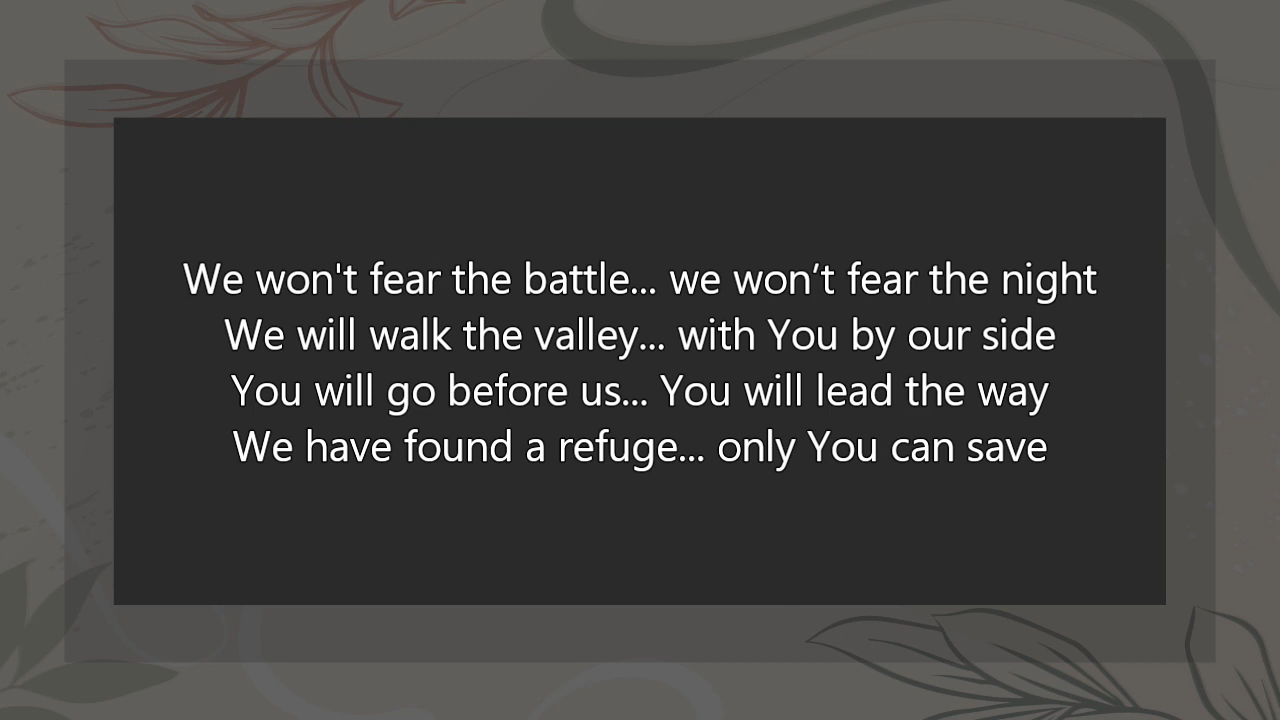 We won't fear the battle... we won’t fear the night
We will walk the valley... with You by our side
You will go before us... You will lead the way
We have found a refuge... only You can save